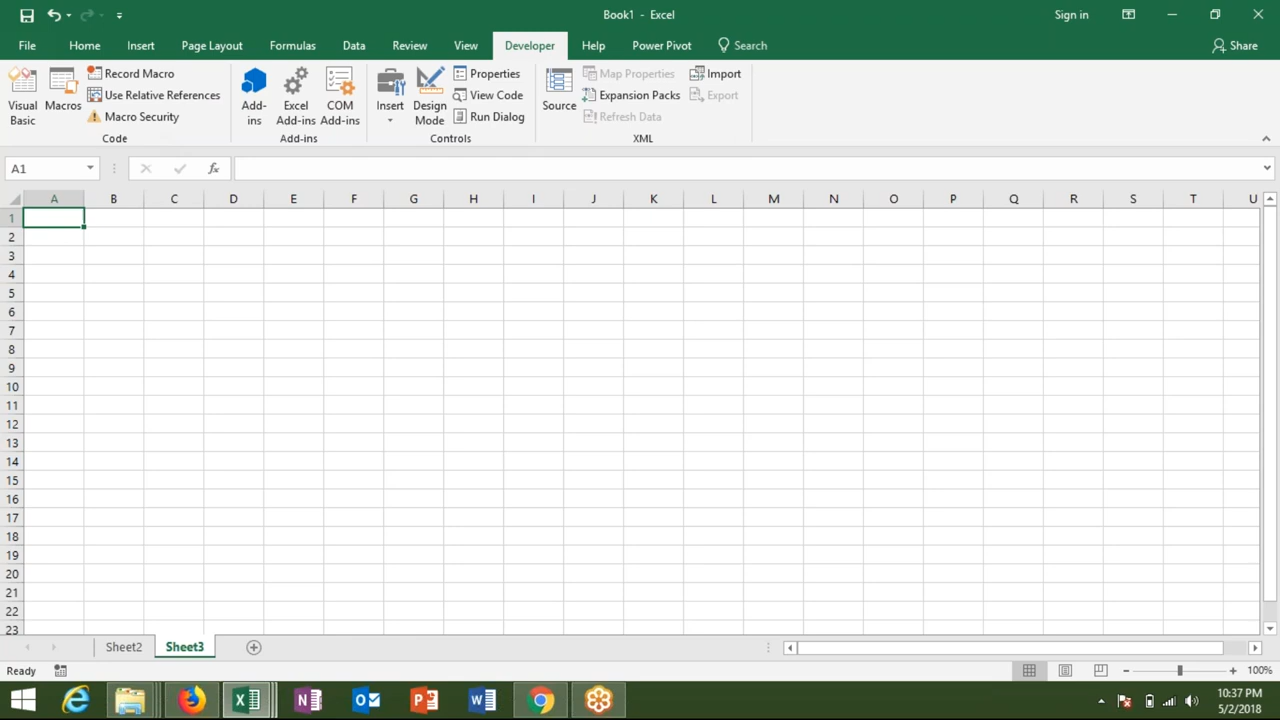 Book1 - Excel
Sign in
File Home Insert Page Layout Formulas Data Review View Developer Help Power Pivot Search Share
Visual Basic
Macros
Record Macro
Use Relative References
Macro Security
Code
Add-ins
Excel Add-ins
COM Add-ins
Add-ins
Insert
Design Mode
Properties
View Code
Run Dialog
Controls
Source
Map Properties
Expansion Packs
Refresh Data
Import
Export
XML
A1
fx
A B C D E F G H I J K L M N O P Q R S T U
1
2
3
4
5
6
7
8
9
10
11
12
13
14
15
16
17
18
19
20
21
22
23
Sheet2 Sheet3
Ready
100%
10:37 PM
5/2/2018